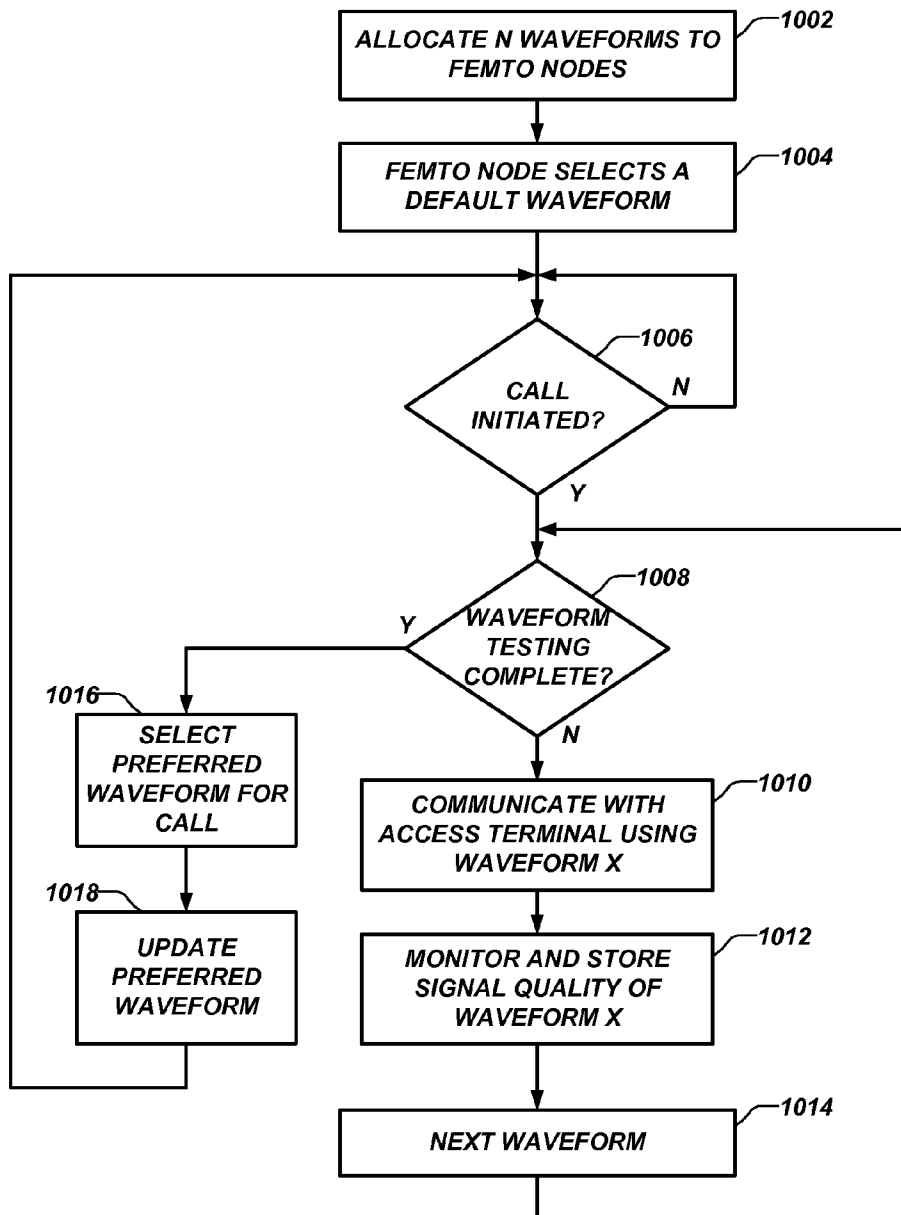 1002
ALLOCATE N WAVEFORMS TO
FEMTO NODES
1004
FEMTO NODE SELECTS A
DEFAULT WAVEFORM
1006
CALL
INITIATED?
N
Y
1008
WAVEFORM
TESTING
COMPLETE?
Y
N
1016
SELECT
PREFERRED
WAVEFORM FOR
CALL
1010
COMMUNICATE WITH
ACCESS TERMINAL USING
WAVEFORM X
1018
UPDATE
PREFERRED
WAVEFORM
1012
MONITOR AND STORE
SIGNAL QUALITY OF
WAVEFORM X
1014
NEXT WAVEFORM